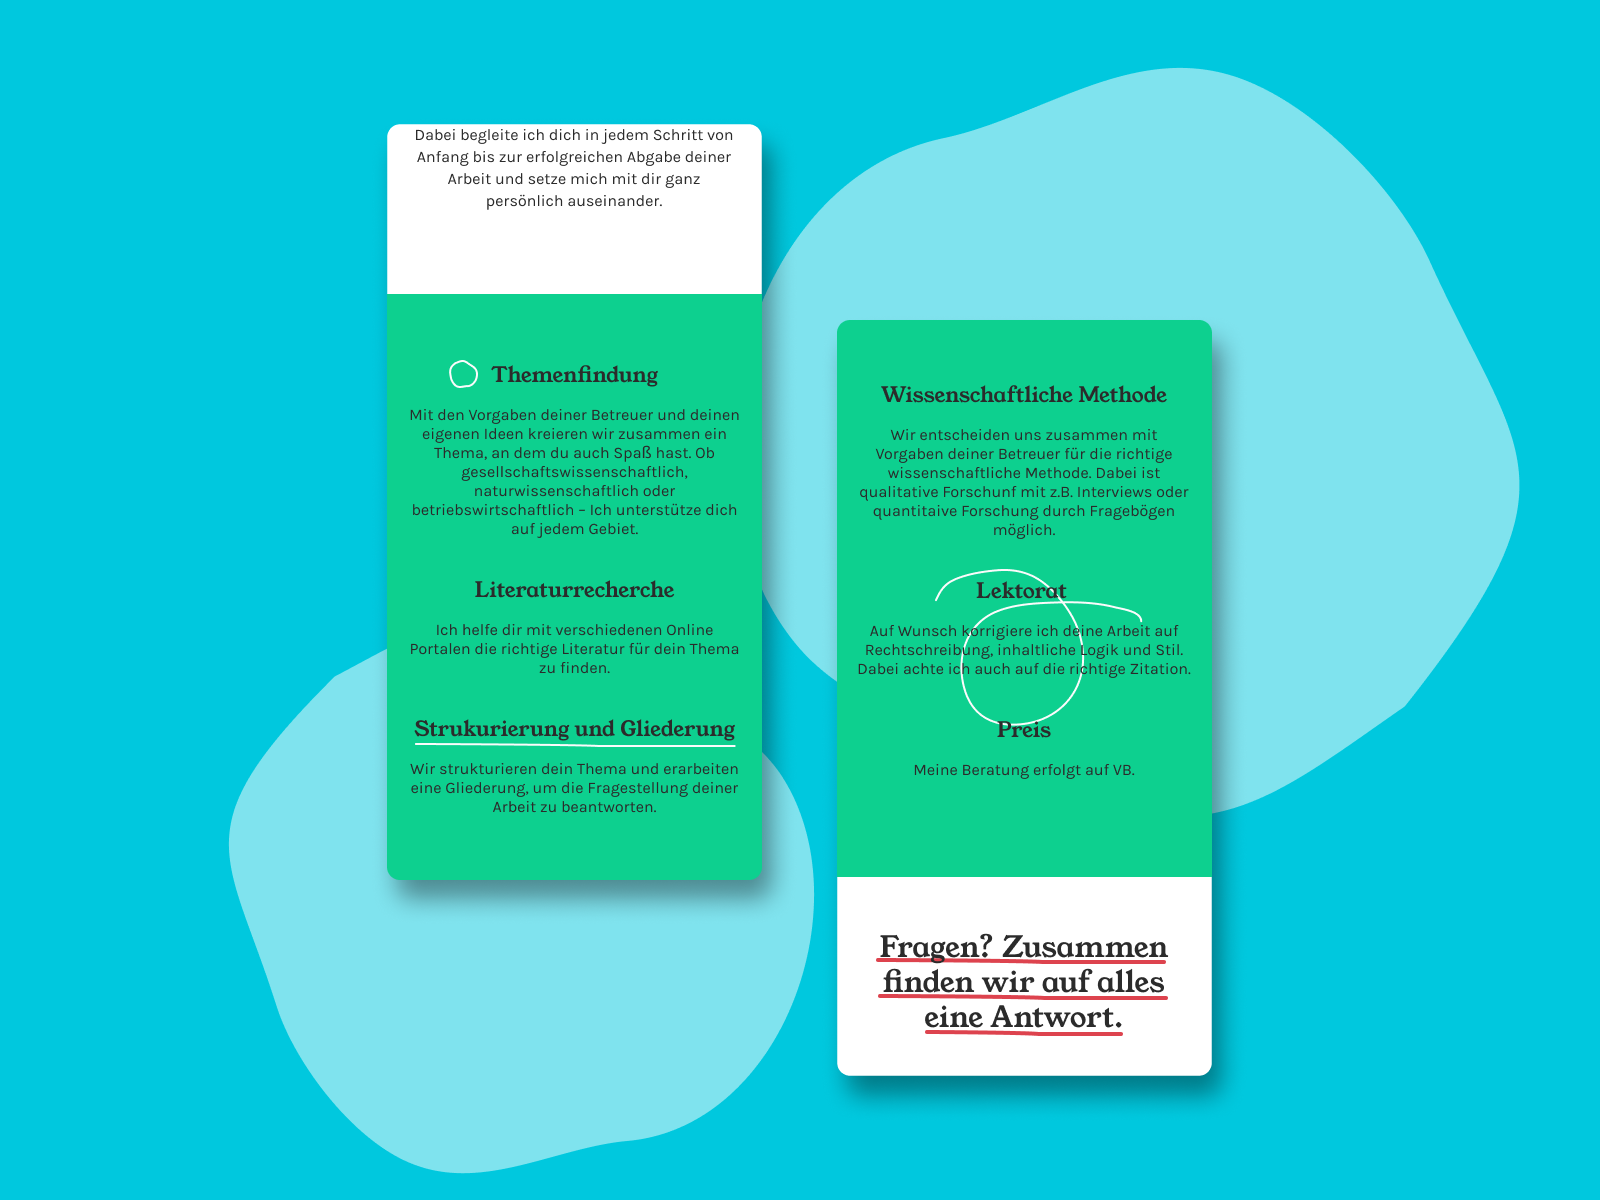 Dabei begleite ich dich in jedem Schritt von
Anfang bis zur erfolgreichen Abgabe deiner
Arbeit und setze mich mit dir ganz
persönlich auseinander.
Themenfindung
Mit den Vorgaben deiner Betreuer und deinen
eigenen Ideen kreieren wir zusammen ein
Thema, an dem du auch Spaß hast. Ob
gesellschaftswissenschaftlich,
naturwissenschaftlich oder
betriebswirtschaftlich – Ich unterstütze dich
auf jedem Gebiet.
Literaturrecherche
Ich helfe dir mit verschiedenen Online
Portalen die richtige Literatur für dein Thema
zu finden.
Strukurierung und Gliederung
Wir strukturieren dein Thema und erarbeiten
eine Gliederung, um die Fragestellung deiner
Arbeit zu beantworten.
Wissenschaftliche Methode
Wir entscheiden uns zusammen mit
Vorgaben deiner Betreuer für die richtige
wissenschaftliche Methode. Dabei ist
qualitative Forschunf mit z.B. Interviews oder
quantitaive Forschung durch Fragebögen
möglich.
Lektorat
Auf Wunsch korrigiere ich deine Arbeit auf
Rechtschreibung, inhaltliche Logik und Stil.
Dabei achte ich auch auf die richtige Zitation.
Preis
Meine Beratung erfolgt auf VB.
Fragen? Zusammen
finden wir auf alles
eine Antwort.